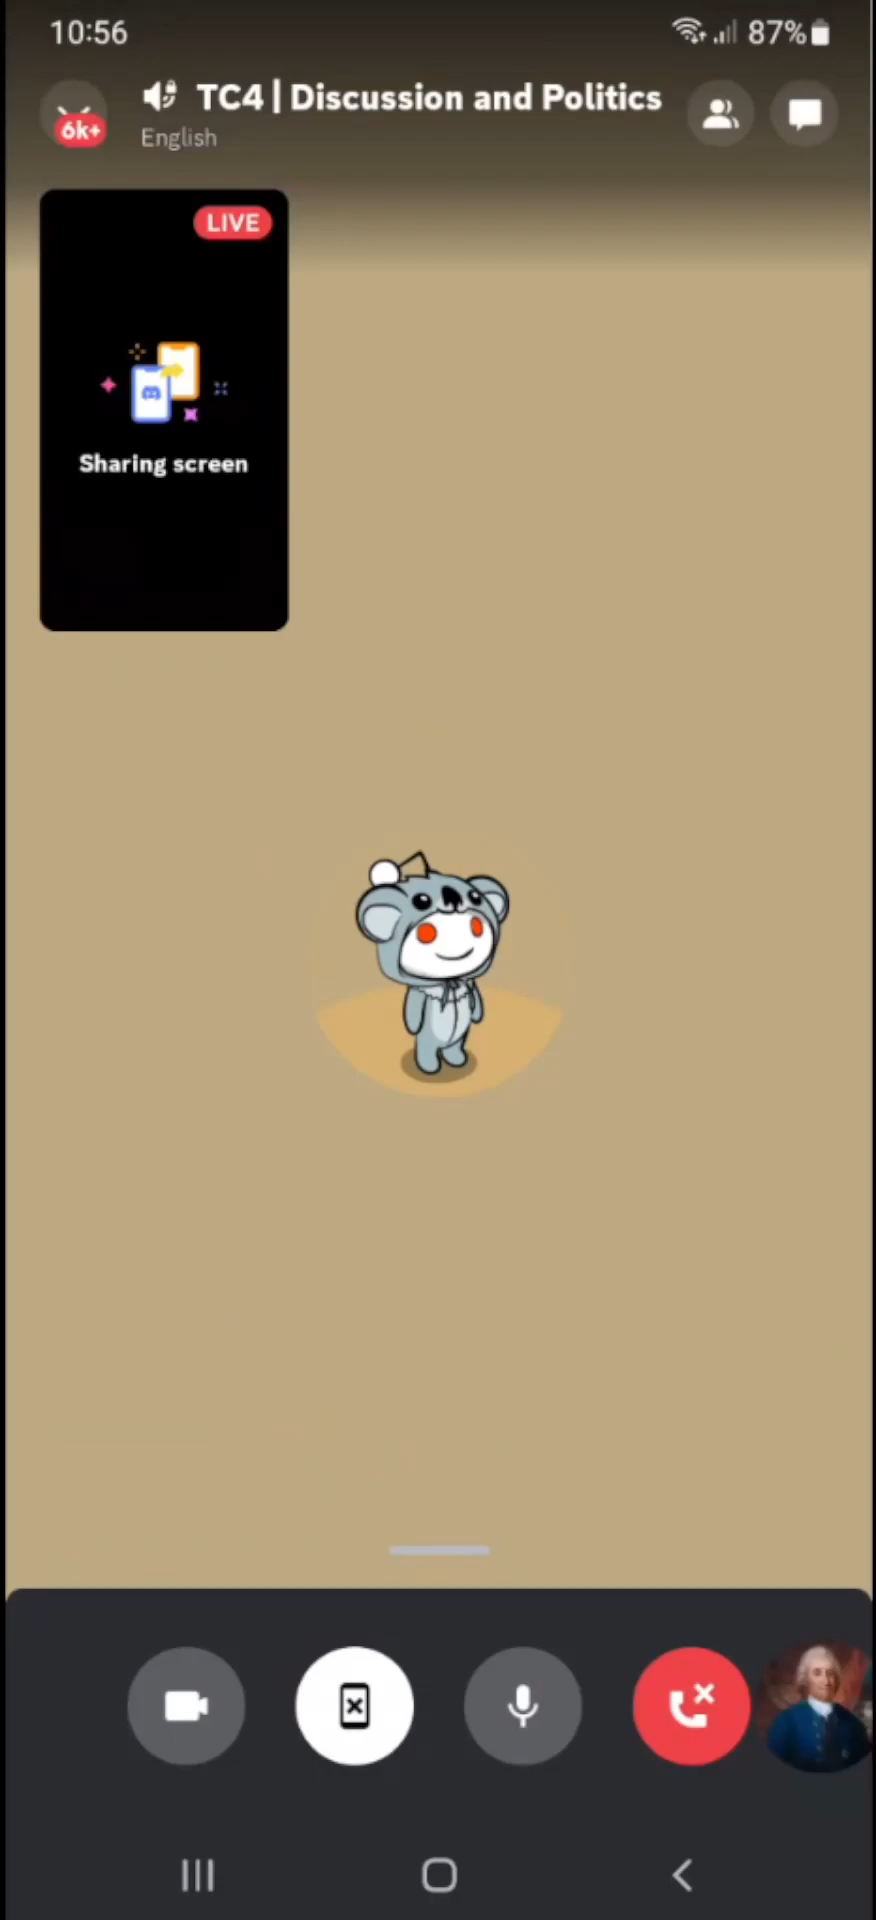 10:56
87%
TC4 | Discussion and Politics
6k+
English
LIVE
Sharing screen